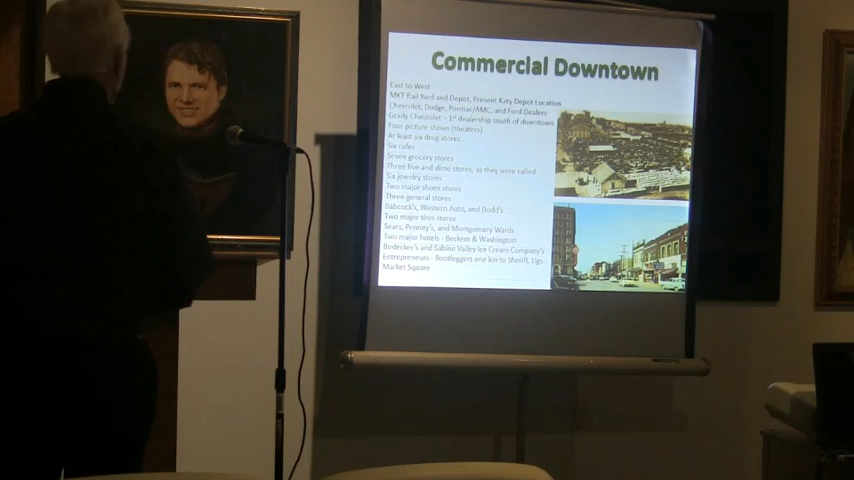 Commercial Downtown
East to West
MKT Rail Yard and Depot, Present Katy Depot Location
Chevrolet, Dodge, Pontiac/AMC, and Ford Dealers-
Grady Chevrolet - 1st dealership south of downtown
Four picture shows (theaters)
At least six drug stores
Six cafes
Seven grocery stores
Three five and dime stores, as they were called
Six jewelry stores
Two major shoes stores
Three general stores
Babcock's, Western Auto, and Dodd's
Two major tires stores
Sears, Penney's, and Montgomery Wards
Two major hotels - Beckem & Washington
Bodecker's and Sabine Valley Ice Cream Company's
Entrepreneurs - Bootleggers one kin to Sheriff, Ugs
Market Square